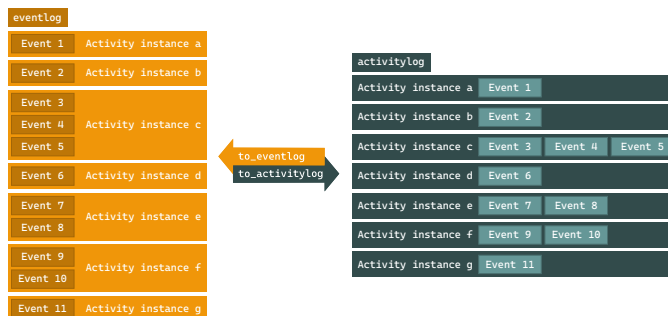 eventlog
Event 1 Activity instance a
Event 2 Activity instance b
Event 3
Event 4 Activity instance c
Event 5
Event 6 Activity instance d
Event 7
Activity instance e
Event 8
Event 9
Activity instance f
Event 10
Event 11 Activity instance g
to_eventlog
to_activitylog
activitylog
Activity instance a Event 1
Activity instance b Event 2
Activity instance c Event 3 Event 4 Event 5
Activity instance d Event 6
Activity instance e Event 7 Event 8
Activity instance f Event 9 Event 10
Activity instance g Event 11